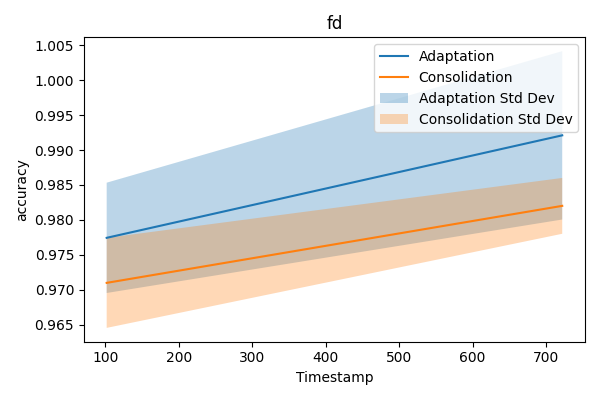 fd
accuracy
1.005
1.000
0.995
0.990
0.985
0.980
0.975
0.970
0.965
Adaptation
Consolidation
Adaptation Std Dev
Consolidation Std Dev
100 200 300 400 500 600 700
Timestamp